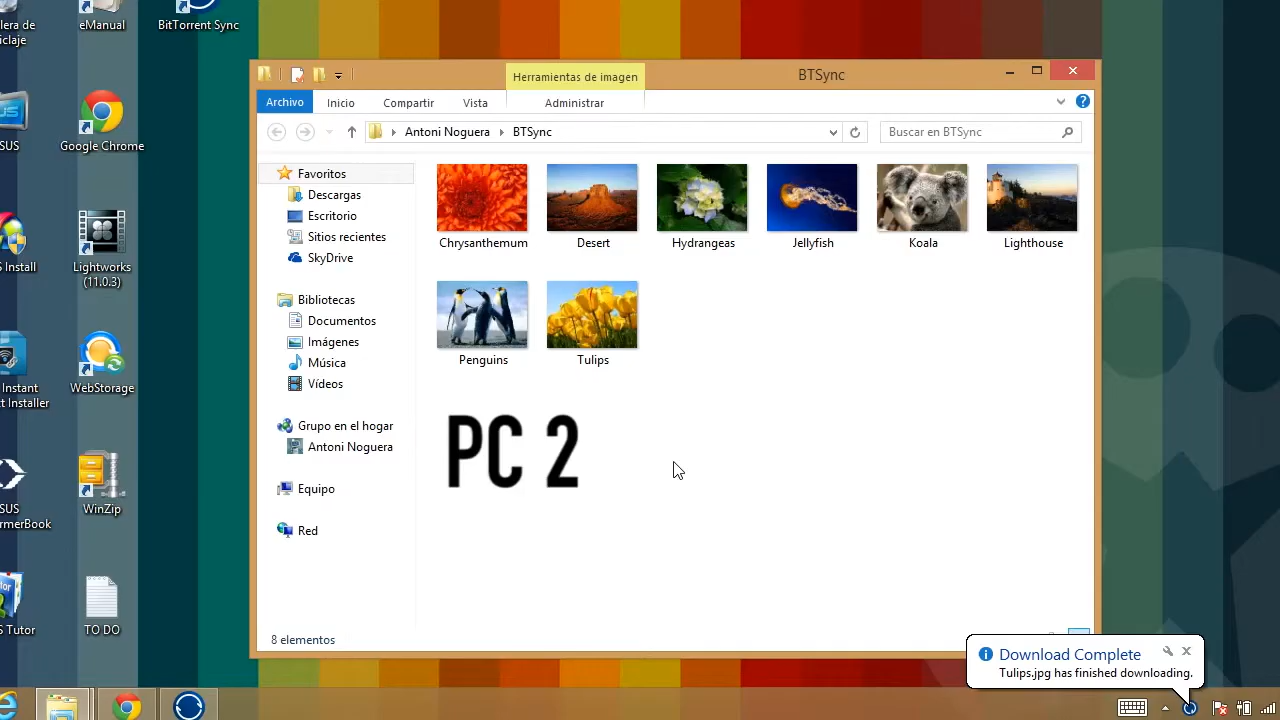 lera de
iclaje
eManual
BitTorrent Sync
SUS
Google Chrome
S Install
Lightworks
(11.0.3)
Instant
ct Installer
WebStorage
SUS
rmerBook
WinZip
S Tutor
TO DO
Herramientas de imagen
BTSync
Archivo
Inicio
Compartir
Vista
Administrar
Antoni Noguera
BTSync
Buscar en BTSync
Favoritos
Descargas
Escritorio
Sitios recientes
SkyDrive
Bibliotecas
Documentos
Imágenes
Música
Vídeos
Grupo en el hogar
Antoni Noguera
Equipo
Red
Chrysanthemum
Desert
Hydrangeas
Jellyfish
Koala
Lighthouse
Penguins
Tulips
PC 2
8 elementos
Download Complete
Tulips.jpg has finished downloading.